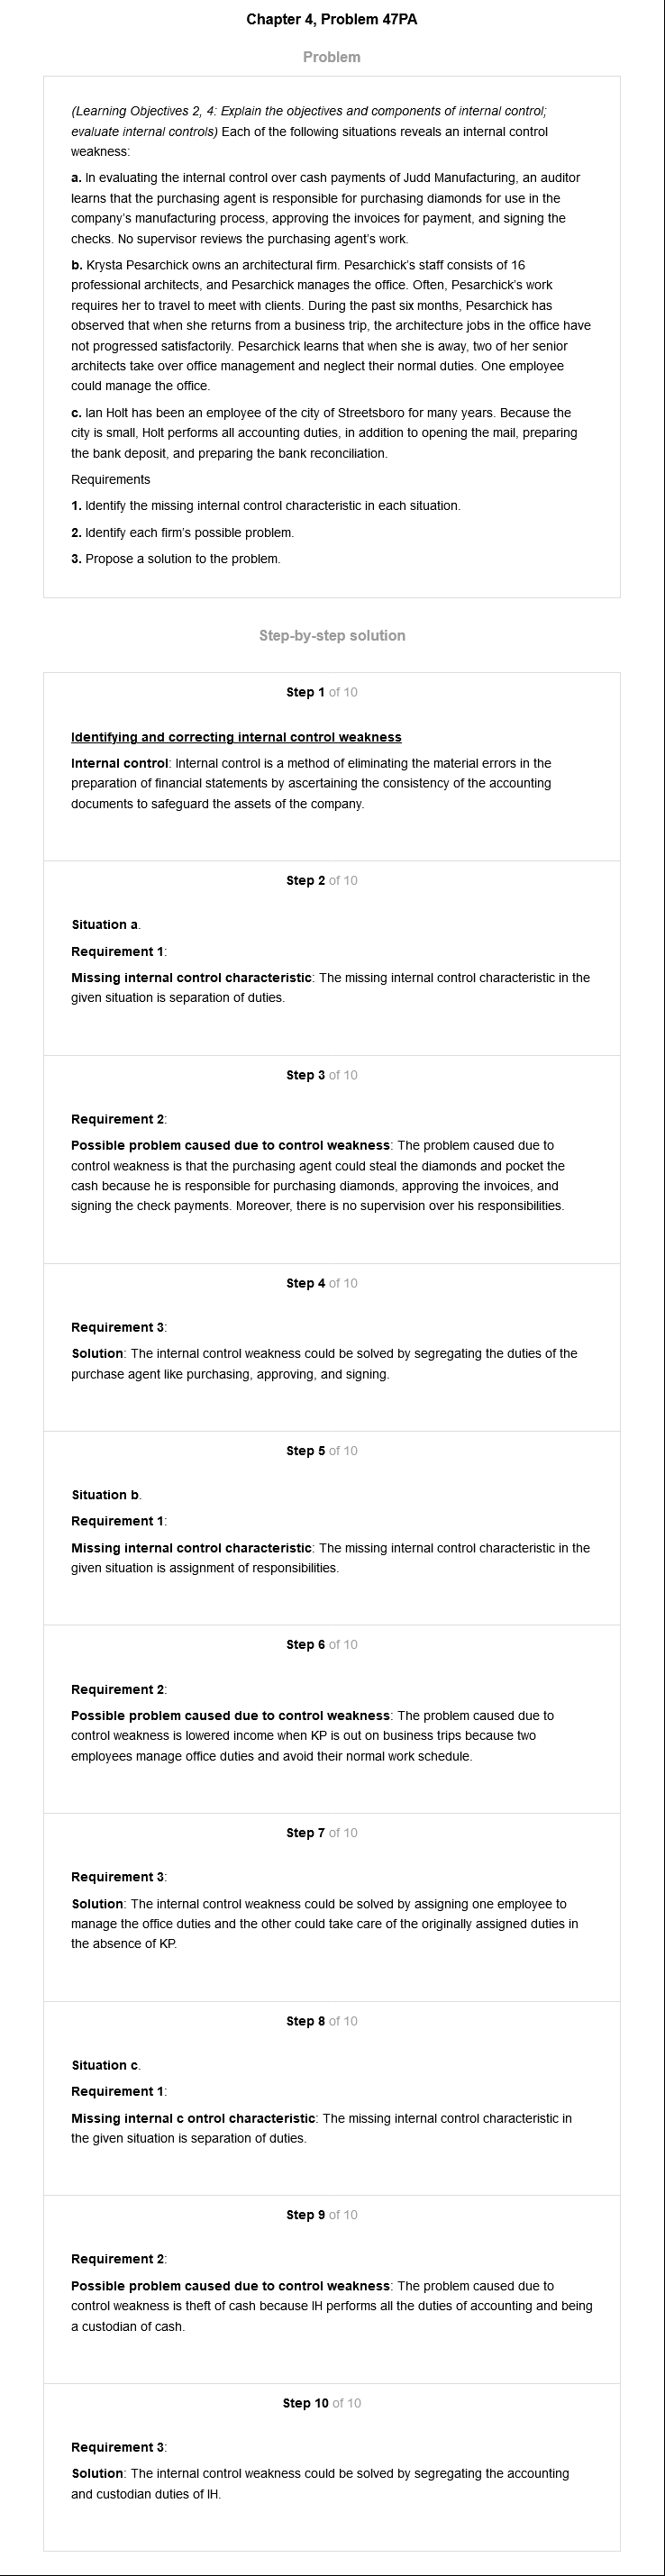 Chapter 4, Problem 47PA
Problem
(Learning Objectives 2, 4: Explain the objectives and components of internal control;
evaluate internal controls) Each of the following situations reveals an internal control
weakness:
a. In evaluating the internal control over cash payments of Judd Manufacturing, an auditor
learns that the purchasing agent is responsible for purchasing diamonds for use in the
company's manufacturing process, approving the invoices for payment, and signing the
checks. No supervisor reviews the purchasing agent's work.
b. Krysta Pesarchick owns an architectural firm. Pesarchick's staff consists of 16
professional architects, and Pesarchick manages the office. Often, Pesarchick's work
requires her to travel to meet with clients. During the past six months, Pesarchick has
observed that when she returns from a business trip, the architecture jobs in the office have
not progressed satisfactorily. Pesarchick learns that when she is away, two of her senior
architects take over office management and neglect their normal duties. One employee
could manage the office.
c. Ian Holt has been an employee of the city of Streetsboro for many years. Because the
city is small, Holt performs all accounting duties, in addition to opening the mail, preparing
the bank deposit, and preparing the bank reconciliation.
Requirements
1. Identify the missing internal control characteristic in each situation.
2. Identify each firm's possible problem.
3. Propose a solution to the problem.
Step-by-step solution
Step 1 of 10
Identifying and correcting internal control weakness
Internal control: Internal control is a method of eliminating the material errors in the
preparation of financial statements by ascertaining the consistency of the accounting
documents to safeguard the assets of the company.
Step 2 of 10
Situation a.
Requirement 1:
Missing internal control characteristic: The missing internal control characteristic in the
given situation is separation of duties.
Step 3 of 10
Requirement 2:
Possible problem caused due to control weakness: The problem caused due to
control weakness is that the purchasing agent could steal the diamonds and pocket the
cash because he is responsible for purchasing diamonds, approving the invoices, and
signing the check payments. Moreover, there is no supervision over his responsibilities.
Step 4 of 10
Requirement 3:
Solution: The internal control weakness could be solved by segregating the duties of the
purchase agent like purchasing, approving, and signing.
Step 5 of 10
Situation b.
Requirement 1:
Missing internal control characteristic: The missing internal control characteristic in the
given situation is assignment of responsibilities.
Step 6 of 10
Requirement 2:
Possible problem caused due to control weakness: The problem caused due to
control weakness is lowered income when KP is out on business trips because two
employees manage office duties and avoid their normal work schedule.
Step 7 of 10
Requirement 3:
Solution: The internal control weakness could be solved by assigning one employee to
manage the office duties and the other could take care of the originally assigned duties in
the absence of KP.
Step 8 of 10
Situation c.
Requirement 1:
Missing internal c ontrol characteristic: The missing internal control characteristic in
the given situation is separation of duties.
Step 9 of 10
Requirement 2:
Possible problem caused due to control weakness: The problem caused due to
control weakness is theft of cash because IH performs all the duties of accounting and being
a custodian of cash.
Step 10 of 10
Requirement 3:
Solution: The internal control weakness could be solved by segregating the accounting
and custodian duties of IH.